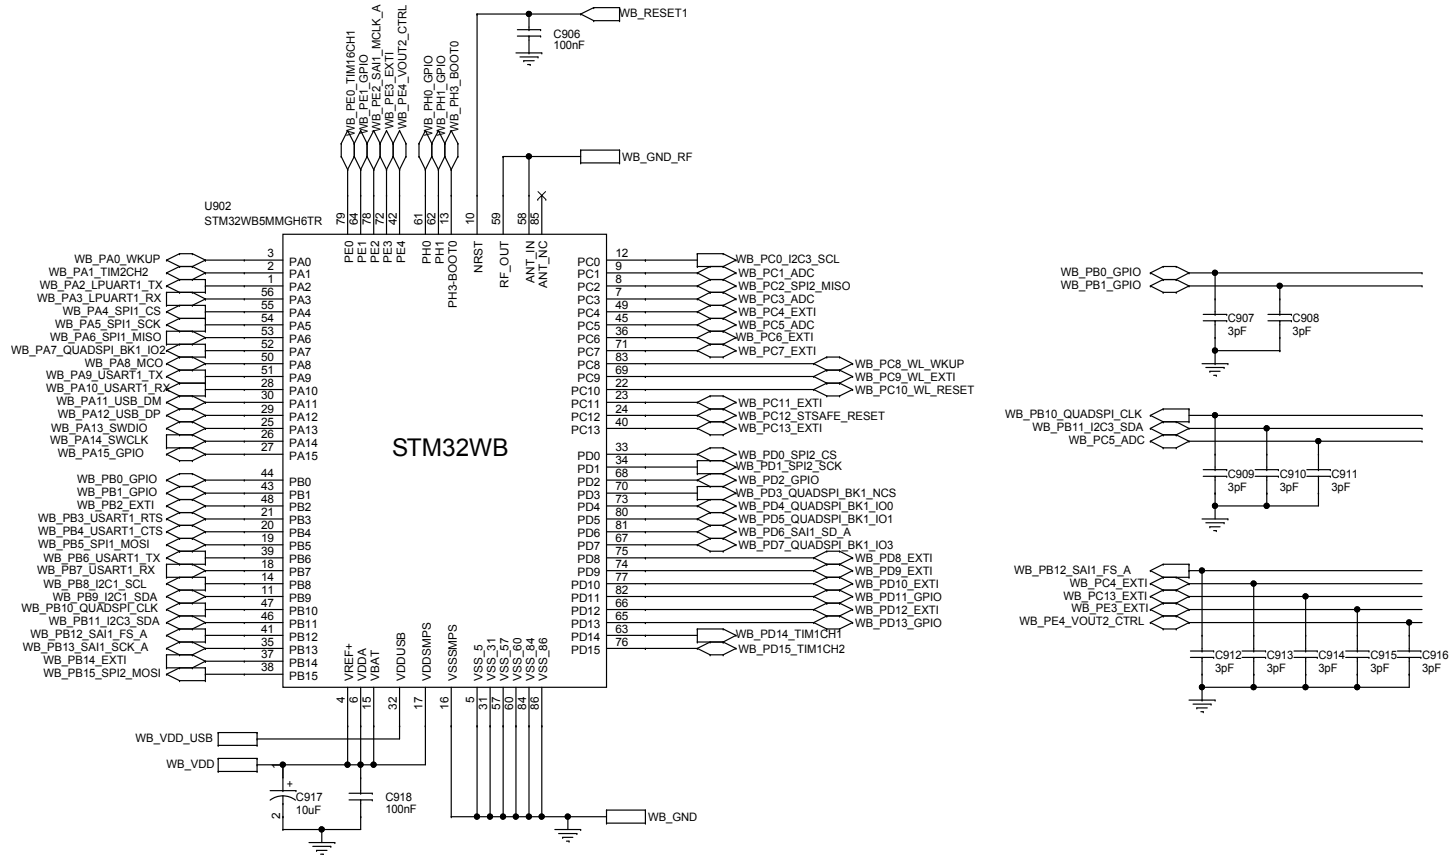 WB_RESET1
C906
100nF
WB_PE0_TIM16CH1
WB_PE1_GPIO
WB_PE2_SAI1_MCLK_A
WB_PE3_EXTI
WB_PE4_VOUT2_CTRL
WB_PH0_GPIO
WB_PH1_GPIO
WB_PH3_BOOT0
WB_GND_RF
U902
STM32WB5MMGH6TR
79 64 78 72 42 61 62 13 10 59 58 85
PE0 PE1 PE2 PE3 PE4 PH0 PH1 PH3-BOOT0 NRST RF_OUT ANT_IN ANT_NC
WB_PA0_WKUP 3 PA0
WB_PA1_TIM2CH2 2 PA1
WB_PA2_LPUART1_TX 1 PA2
WB_PA3_LPUART1_RX 56 PA3
WB_PA4_SPI1_CS 55 PA4
WB_PA5_SPI1_SCK 54 PA5
WB_PA6_SPI1_MISO 53 PA6
WB_PA7_QUADSPI_BK1_IO2 52 PA7
WB_PA8_MCO 50 PA8
WB_PA9_USART1_TX 51 PA9
WB_PA10_USART1_RX 28 PA10
WB_PA11_USB_DM 30 PA11
WB_PA12_USB_DP 29 PA12
WB_PA13_SWDIO 25 PA13
WB_PA14_SWCLK 26 PA14
WB_PA15_GPIO 27 PA15
WB_PB0_GPIO 44 PB0
WB_PB1_GPIO 43 PB1
WB_PB2_EXTI 48 PB2
WB_PB3_USART1_RTS 21 PB3
WB_PB4_USART1_CTS 20 PB4
WB_PB5_SPI1_MOSI 19 PB5
WB_PB6_USART1_TX 39 PB6
WB_PB7_USART1_RX 18 PB7
WB_PB8_I2C1_SCL 14 PB8
WB_PB9_I2C1_SDA 11 PB9
WB_PB10_QUADSPI_CLK 47 PB10
WB_PB11_I2C3_SDA 46 PB11
WB_PB12_SAI1_FS_A 41 PB12
WB_PB13_SAI1_SCK_A 35 PB13
WB_PB14_EXTI 37 PB14
WB_PB15_SPI2_MOSI 38 PB15
STM32WB
PC0 12 WB_PC0_I2C3_SCL
PC1 9 WB_PC1_ADC
PC2 8 WB_PC2_SPI2_MISO
PC3 7 WB_PC3_ADC
PC4 49 WB_PC4_EXTI
PC5 45 WB_PC5_ADC
PC6 36 WB_PC6_EXTI
PC7 71 WB_PC7_EXTI
PC8 83 WB_PC8_WL_WKUP
PC9 69 WB_PC9_WL_EXTI
PC10 22 WB_PC10_WL_RESET
PC11 23 WB_PC11_EXTI
PC12 24 WB_PC12_STSAFE_RESET
PC13 40 WB_PC13_EXTI
PD0 33 WB_PD0_SPI2_CS
PD1 34 WB_PD1_SPI2_SCK
PD2 68 WB_PD2_GPIO
PD3 70 WB_PD3_QUADSPI_BK1_NCS
PD4 73 WB_PD4_QUADSPI_BK1_IO0
PD5 80 WB_PD5_QUADSPI_BK1_IO1
PD6 81 WB_PD6_SAI1_SD_A
PD7 67 WB_PD7_QUADSPI_BK1_IO3
PD8 75 WB_PD8_EXTI
PD9 74 WB_PD9_EXTI
PD10 77 WB_PD10_EXTI
PD11 82 WB_PD11_GPIO
PD12 66 WB_PD12_EXTI
PD13 65 WB_PD13_GPIO
PD14 63 WB_PD14_TIM1CH1
PD15 76 WB_PD15_TIM1CH2
VREF+ VDDA VBAT VDDUSB VDDSMPS VSSSMPS VSS_5 VSS_31 VSS_57 VSS_60 VSS_84 VSS_86
4 6 15 32 17 16 5 31 57 60 84 86
WB_VDD_USB
WB_VDD
1
+
C917
10uF
2
C918
100nF
WB_GND
WB_PB0_GPIO
WB_PB1_GPIO
C907
3pF
C908
3pF
WB_PB10_QUADSPI_CLK
WB_PB11_I2C3_SDA
WB_PC5_ADC
C909
3pF
C910
3pF
C911
3pF
WB_PB12_SAI1_FS_A
WB_PC4_EXTI
WB_PC13_EXTI
WB_PE3_EXTI
WB_PE4_VOUT2_CTRL
C912
3pF
C913
3pF
C914
3pF
C915
3pF
C916
3pF